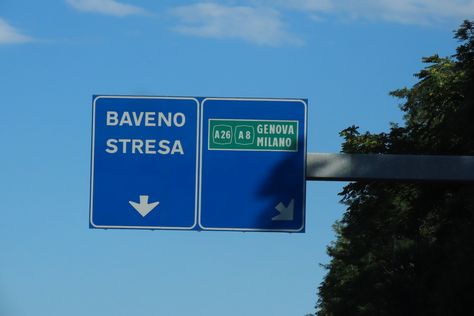 BAVENO
STRESA
A26 A8 GENOVA
MILANO